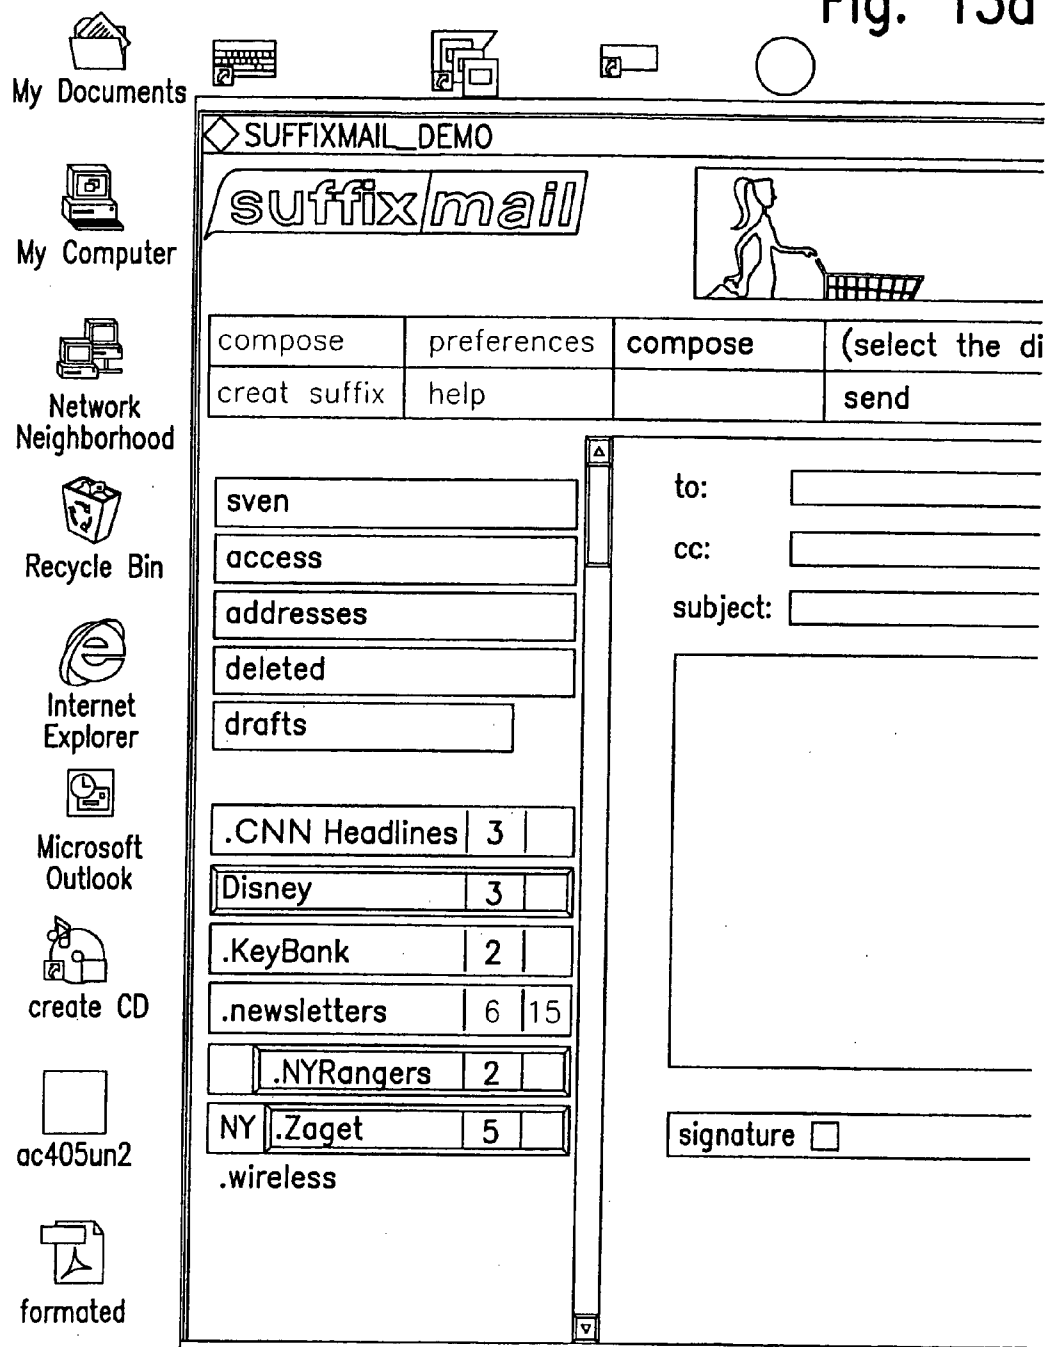 Fig. 15a
My Documents
SUFFIXMAIL_DEMO
suffix mail
My Computer
compose preferences compose (select the di
creat suffix help send
Network
Neighborhood
sven
access
addresses
deleted
drafts
to:
cc:
subject:
Recycle Bin
Internet
Explorer
Microsoft
Outlook
create CD
ac405un2
formated
.CNN Headlines 3
Disney 3
.KeyBank 2
.newsletters 6 15
.NYRangers 2
NY .Zaget 5
.wireless
signature